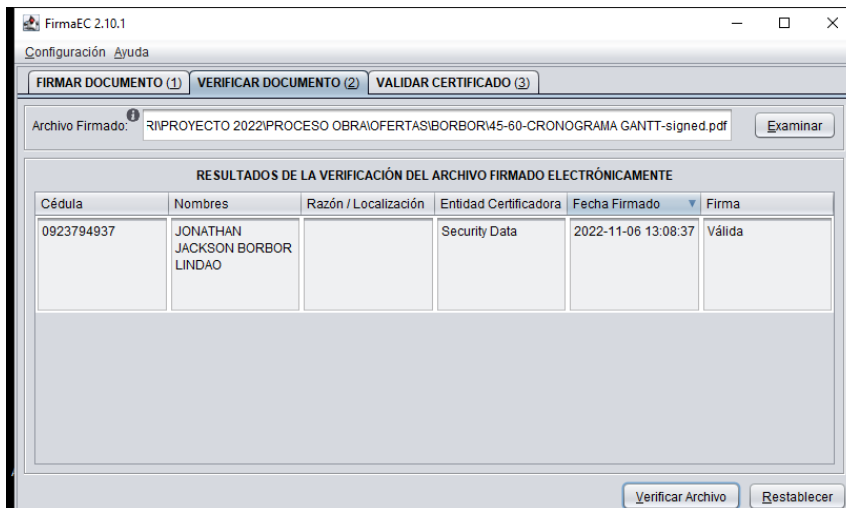 FirmaEC 2.10.1
Configuración Ayuda
FIRMAR DOCUMENTO (1) VERIFICAR DOCUMENTO (2) VALIDAR CERTIFICADO (3)
Archivo Firmado: RI\PROYECTO 2022\PROCESO OBRA\OFERTAS\BORBOR\45-60-CRONOGRAMA GANTT-signed.pdf Examinar
RESULTADOS DE LA VERIFICACIÓN DEL ARCHIVO FIRMADO ELECTRÓNICAMENTE
Cédula Nombres Razón / Localización Entidad Certificadora Fecha Firmado Firma
0923794937 JONATHAN Security Data 2022-11-06 13:08:37 Válida
JACKSON BORBOR
LINDAO
Verificar Archivo Restablecer